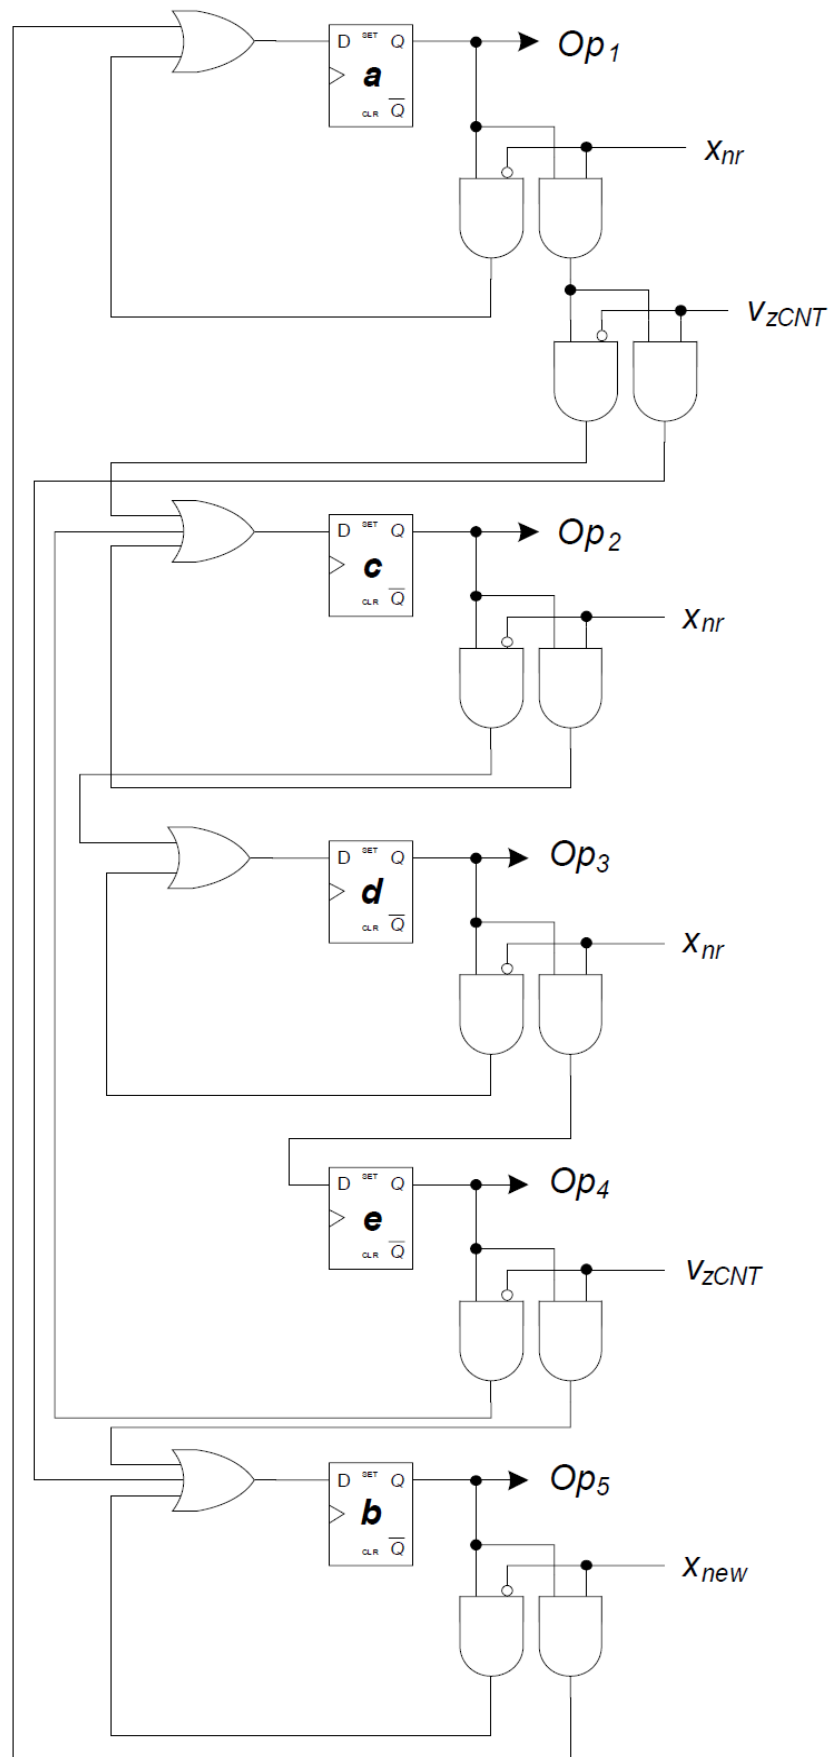 D SET Q Op1
a
CLR Q
xnr
vzCNT
D SET Q Op2
c
CLR Q
xnr
D SET Q Op3
d
CLR Q
xnr
D SET Q Op4
e
CLR Q
vzCNT
D SET Q Op5
b
CLR Q
xnew